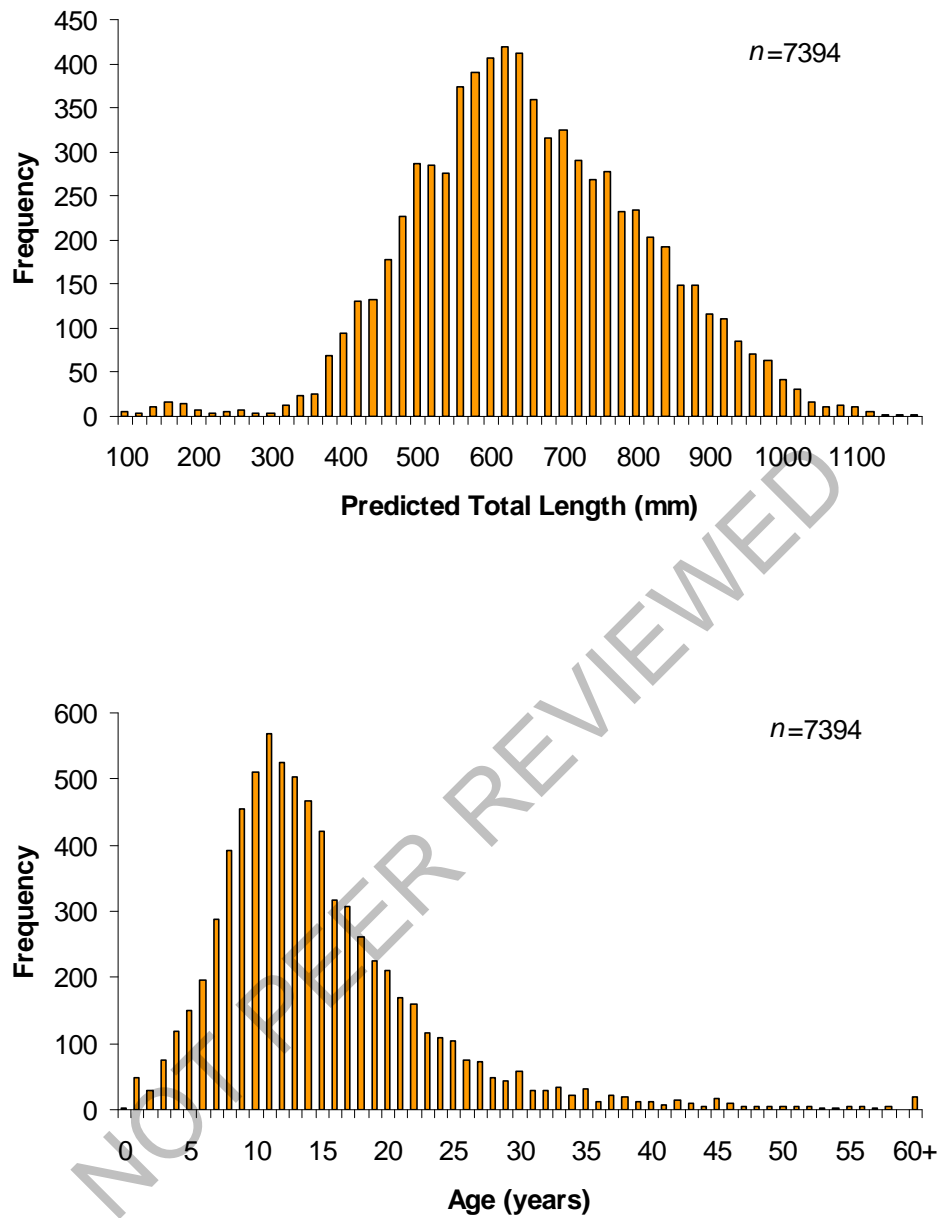 450
400
350
300
250
200
150
100
50
0
Frequency
n=7394
100 200 300 400 500 600 700 800 900 1000 1100
Predicted Total Length (mm)
600
500
400
300
200
100
0
Frequency
n=7394
0 5 10 15 20 25 30 35 40 45 50 55 60+
Age (years)
NOT PEER REVIEWED